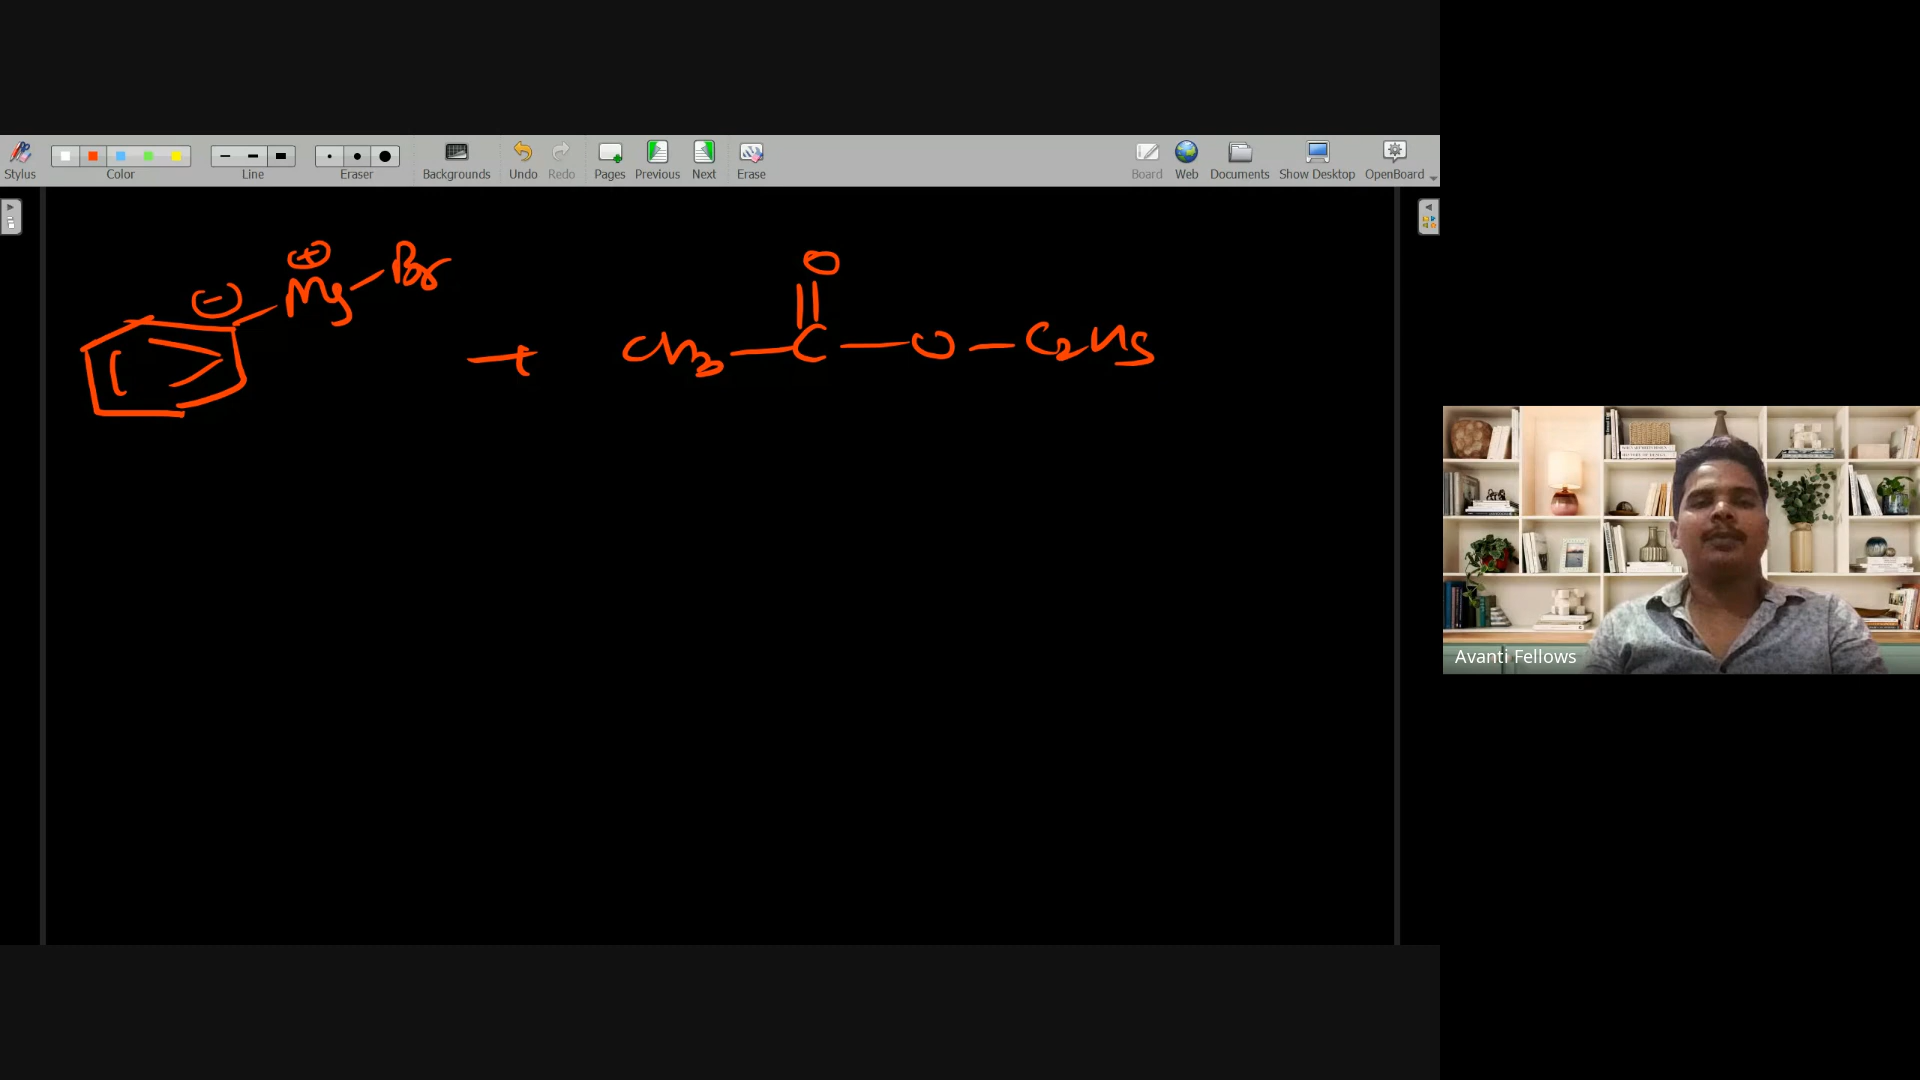 Stylus Color Line Eraser Backgrounds Undo Redo Pages Previous Next Erase Board Web Documents Show Desktop OpenBoard
⊖ ⊕
Mg — Br
+
O
CH3 — C — O — C2H5
Avanti Fellows